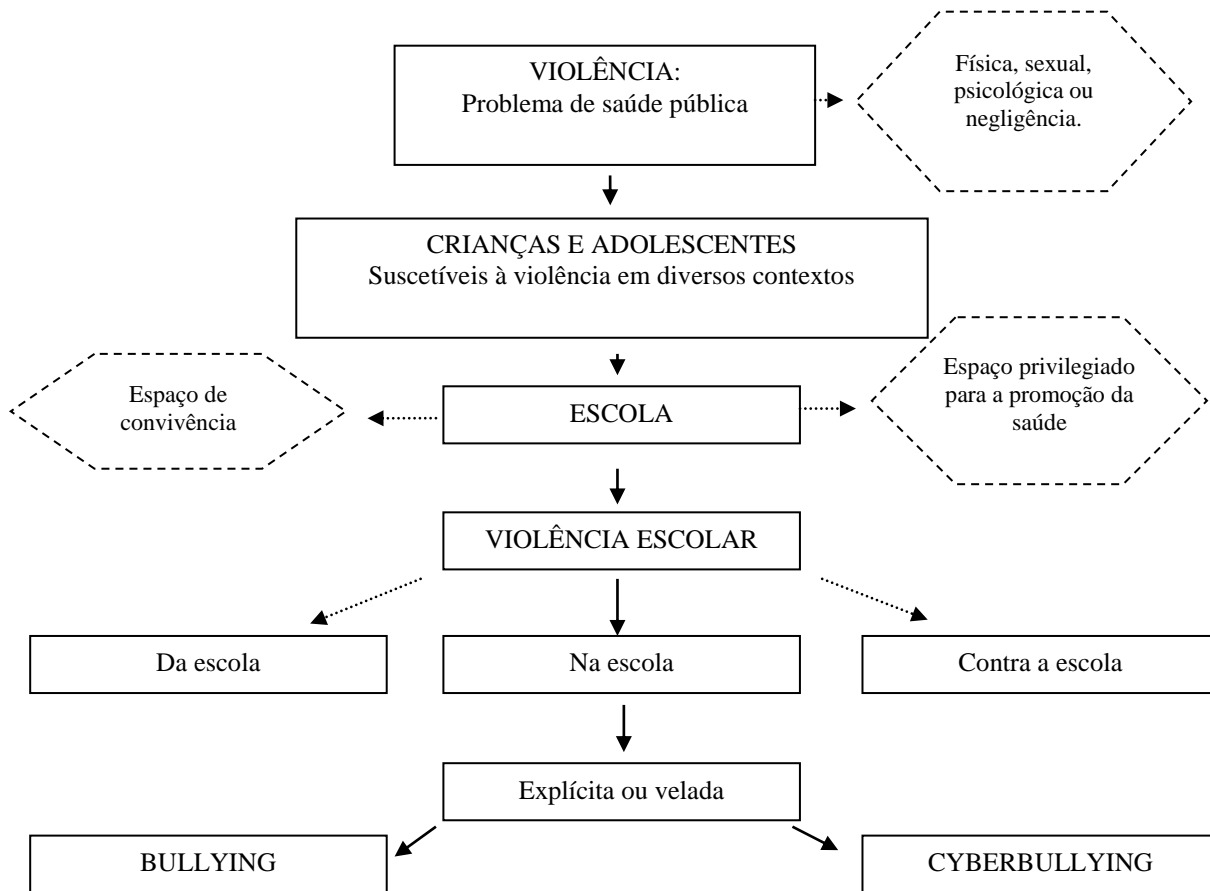 VIOLÊNCIA:
Problema de saúde pública
Física, sexual,
psicológica ou
negligência.
CRIANÇAS E ADOLESCENTES
Suscetíveis à violência em diversos contextos
Espaço de
convivência
ESCOLA
Espaço privilegiado
para a promoção da
saúde
VIOLÊNCIA ESCOLAR
Da escola
Na escola
Contra a escola
Explícita ou velada
BULLYING
CYBERBULLYING